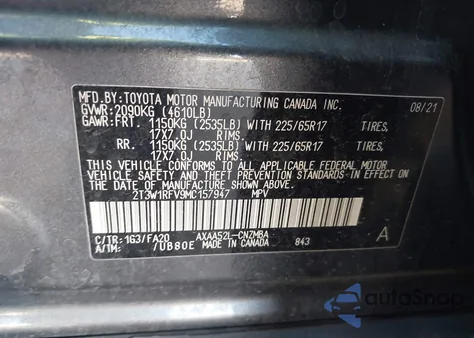 MFD.BY:TOYOTA MOTOR MANUFACTURING CANADA INC.
GVWR:2090KG (4610LB) 08/21
GAWR:FRT. 1150KG (2535LB) WITH 225/65R17 TIRES,
17X7.0J RIMS.
RR. 1150KG (2535LB) WITH 225/65R17 TIRES,
17X7.0J RIMS.
THIS VEHICLE CONFORMS TO ALL APPLICABLE FEDERAL MOTOR
VEHICLE SAFETY AND THEFT PREVENTION STANDARDS IN EFFECT
ON THE DATE OF MANUFACTURE SHOWN ABOVE.
2T3W1RFV9MC157947 MPV
C/TR:1G3/FA20 AXAA52L-CNZMBA A
A/TM: /UB80E MADE IN CANADA 843
autoSnap